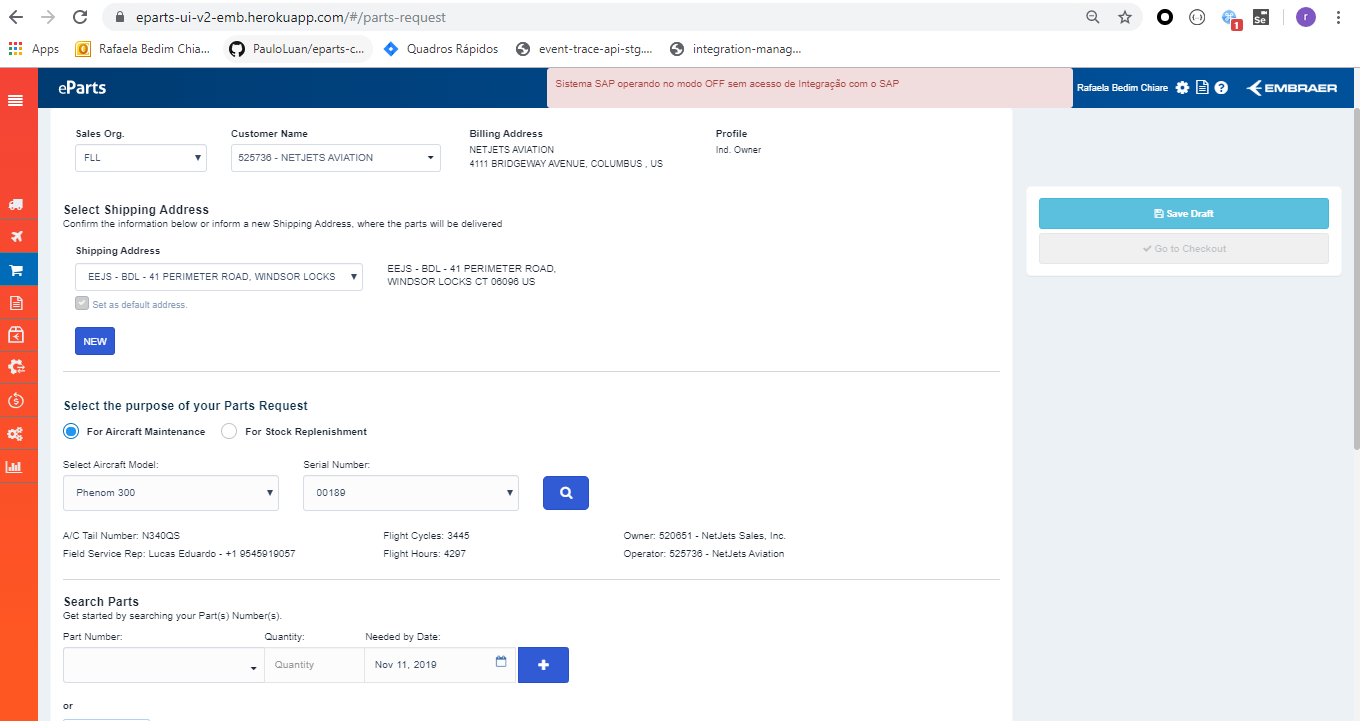 eparts-ui-v2-emb.herokuapp.com/#/parts-request
Se
r
1
Apps
Rafaela Bedim Chia...
PauloLuan/eparts-c...
Quadros Rápidos
event-trace-api-stg....
integration-manag...
eParts
Sistema SAP operando no modo OFF sem acesso de Integração com o SAP
Rafaela Bedim Chiare
EMBRAER
Sales Org.
Customer Name
Billing Address
Profile
FLL
525736 - NETJETS AVIATION
NETJETS AVIATION
Ind. Owner
4111 BRIDGEWAY AVENUE, COLUMBUS , US
Select Shipping Address
Confirm the information below or inform a new Shipping Address, where the parts will be delivered
Save Draft
Go to Checkout
Shipping Address
EEJS - BDL - 41 PERIMETER ROAD, WINDSOR LOCKS
EEJS - BDL - 41 PERIMETER ROAD,
WINDSOR LOCKS CT 06096 US
Set as default address.
NEW
Select the purpose of your Parts Request
For Aircraft Maintenance
For Stock Replenishment
Select Aircraft Model:
Serial Number:
Phenom 300
00189
A/C Tail Number: N340QS
Flight Cycles: 3445
Owner: 520651 - NetJets Sales, Inc.
Field Service Rep: Lucas Eduardo - +1 9545919057
Flight Hours: 4297
Operator: 525736 - NetJets Aviation
Search Parts
Get started by searching your Part(s) Number(s).
Part Number:
Quantity:
Needed by Date:
Quantity
Nov 11, 2019
or